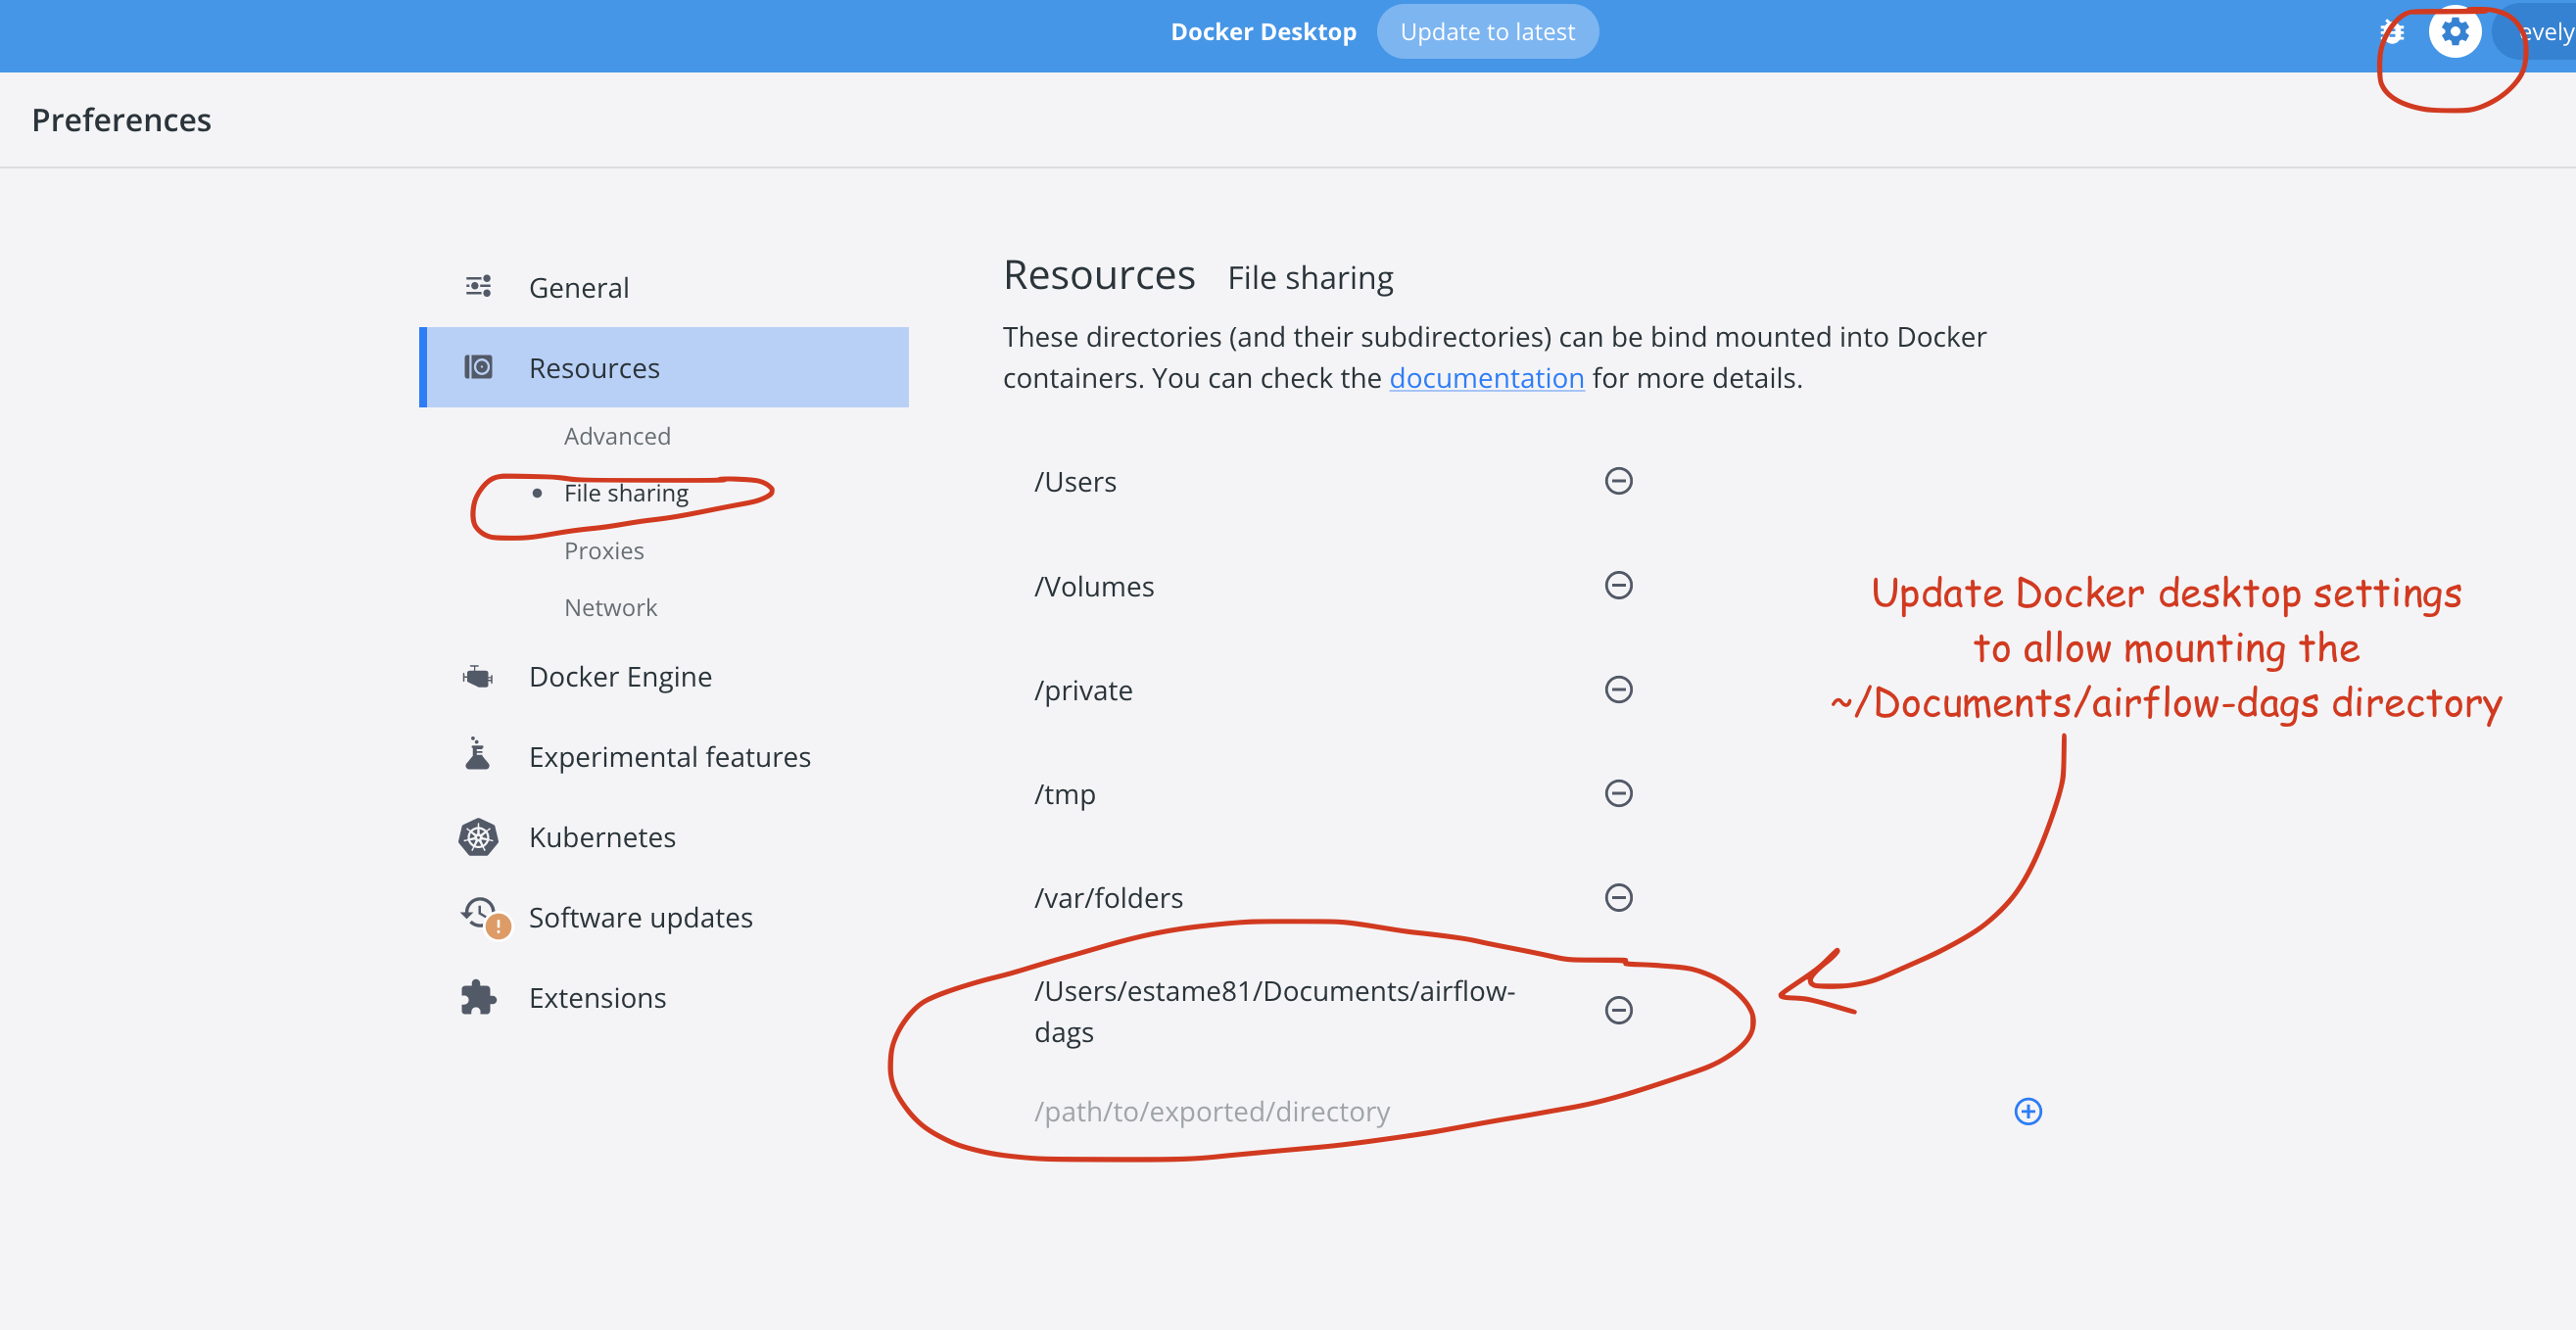 Docker Desktop Update to latest evely
Preferences
General
Resources
Advanced
File sharing
Proxies
Network
Docker Engine
Experimental features
Kubernetes
Software updates
Extensions
Resources File sharing
These directories (and their subdirectories) can be bind mounted into Docker
containers. You can check the documentation for more details.
/Users
/Volumes
/private
/tmp
/var/folders
/Users/estame81/Documents/airflow-
dags
/path/to/exported/directory
Update Docker desktop settings
to allow mounting the
~/Documents/airflow-dags directory